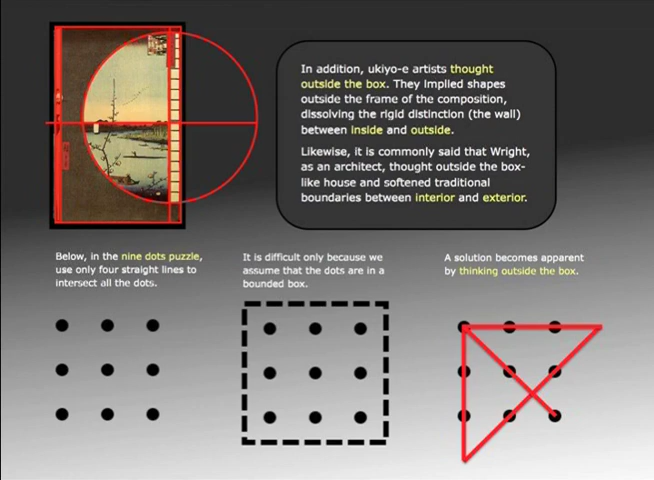 In addition, ukiyo-e artists thought
outside the box. They implied shapes
outside the frame of the composition,
dissolving the rigid distinction (the wall)
between inside and outside.
Likewise, it is commonly said that Wright,
as an architect, thought outside the box-
like house and softened traditional
boundaries between interior and exterior.
Below, in the nine dots puzzle,
use only four straight lines to
intersect all the dots.
It is difficult only because we
assume that the dots are in a
bounded box.
A solution becomes apparent
by thinking outside the box.